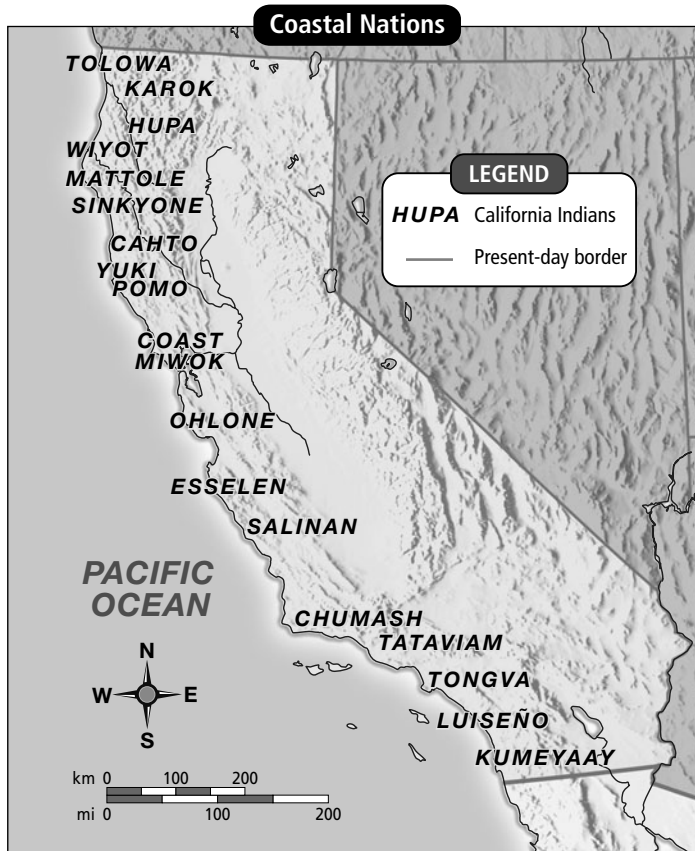 Coastal Nations
TOLOWA
KAROK
HUPA
WIYOT
MATTOLE
SINKYONE
CAHTO
YUKI
POMO
COAST
MIWOK
OHLONE
ESSELEN
SALINAN
CHUMASH
TATAVIAM
TONGVA
LUISEÑO
KUMEYAAY
LEGEND
HUPA California Indians
Present-day border
PACIFIC
OCEAN
N
W E
S
km 0 100 200
mi 0 100 200